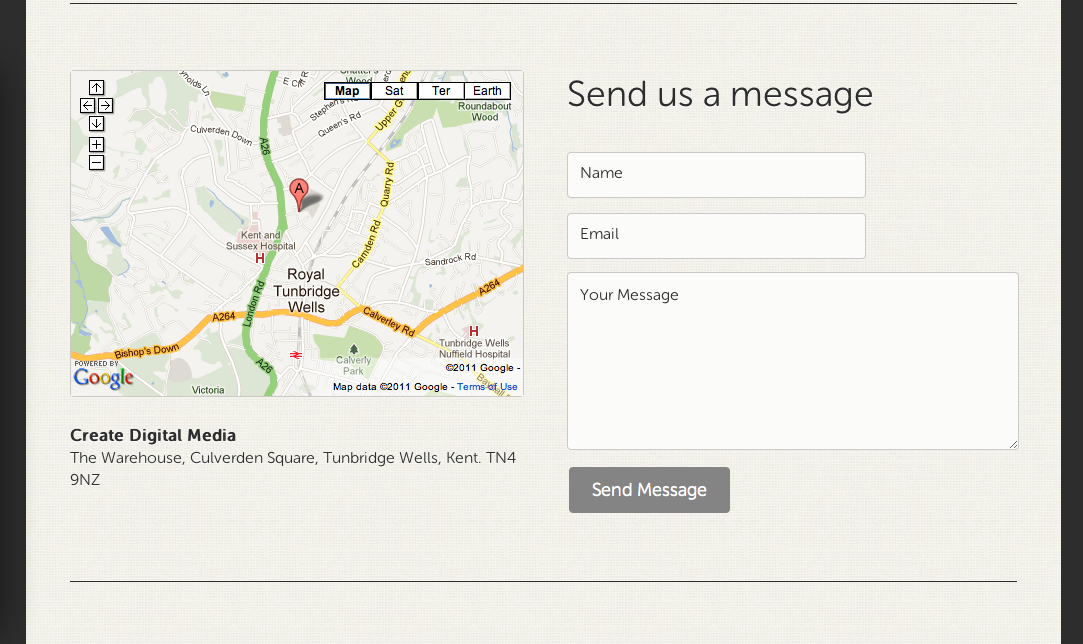 Map
Sat
Ter
Earth
Roundabout
Wood
Stephen's Rd
Queen's Rd
Culverden Down
A26
Quarry Rd
A
Kent and
Sussex Hospital
H
Camden Rd
Sandrock Rd
Royal
Tunbridge
Wells
London Rd
A264
A264
Calverley Rd
Bishop's Down
H
Tunbridge Wells
Nuffield Hospital
Calverly
Park
A26
POWERED BY
Google
Victoria
©2011 Google -
Map data ©2011 Google - Terms of Use
Create Digital Media
The Warehouse, Culverden Square, Tunbridge Wells, Kent. TN4
9NZ
Send us a message
Name
Email
Your Message
Send Message